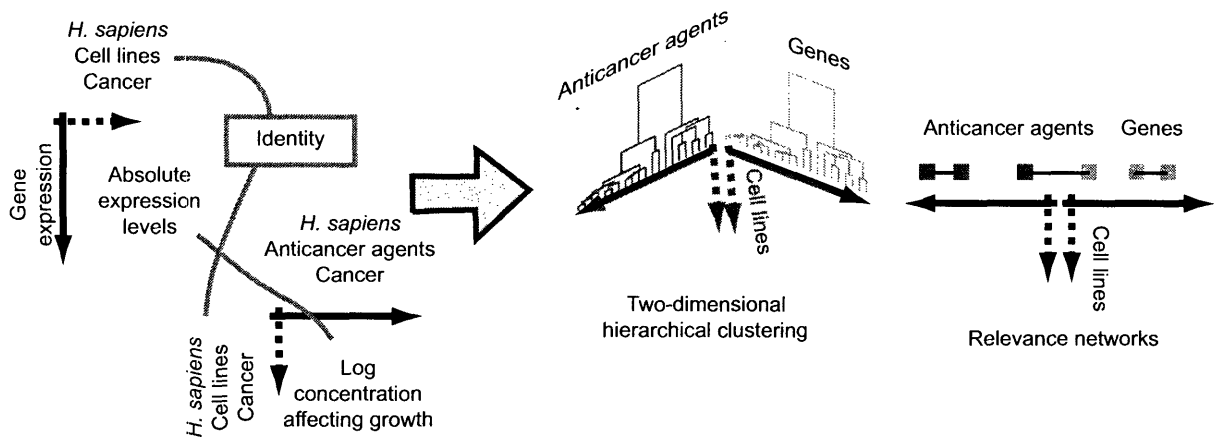 H. sapiens
Cell lines
Cancer
Identity
Gene
expression
Absolute
expression
levels
H. sapiens
Anticancer agents
Cancer
H. sapiens
Cell lines
Cancer
Log
concentration
affecting growth
Anticancer agents
Genes
Cell lines
Two-dimensional
hierarchical clustering
Anticancer agents
Genes
Cell lines
Relevance networks